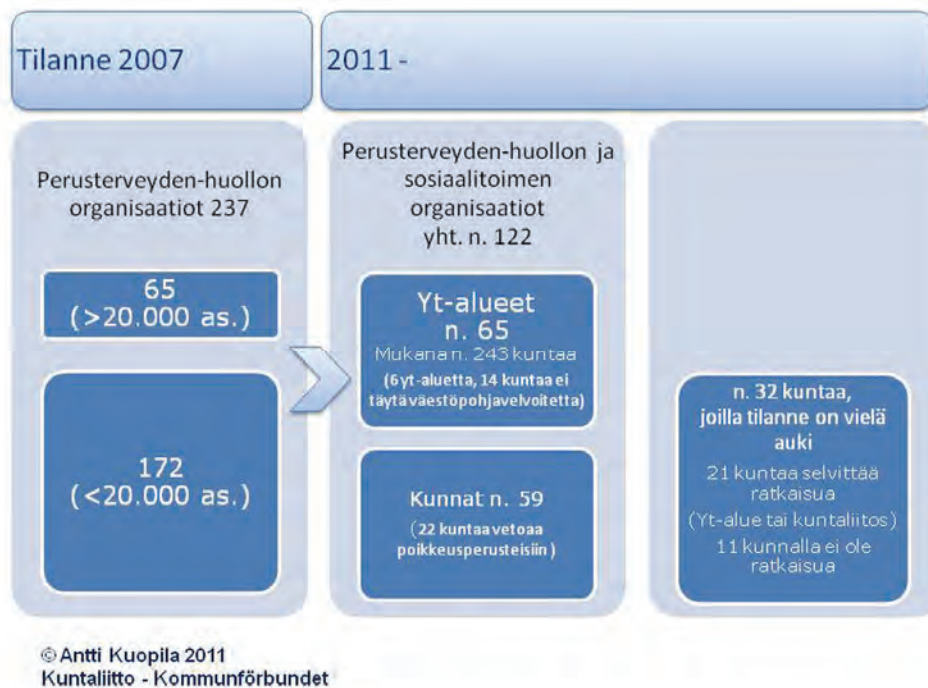 Tilanne 2007
2011 -
Perusterveyden-huollon
organisaatiot 237
65
(>20.000 as.)
172
(<20.000 as.)
Perusterveyden-huollon ja
sosiaalitoimen
organisaatiot
yht. n. 122
Yt-alueet
n. 65
Mukana n. 243 kuntaa
(6 yt-aluetta, 14 kuntaa ei
täytä väestöpohjavelvoitetta)
Kunnat n. 59
(22 kuntaa vetoaa
poikkeusperusteisiin)
n. 32 kuntaa,
joilla tilanne on vielä
auki
21 kuntaa selvittää
ratkaisua
(Yt-alue tai kuntaliitos)
11 kunnalla ei ole
ratkaisua
© Antti Kuopila 2011
Kuntaliitto - Kommunförbundet